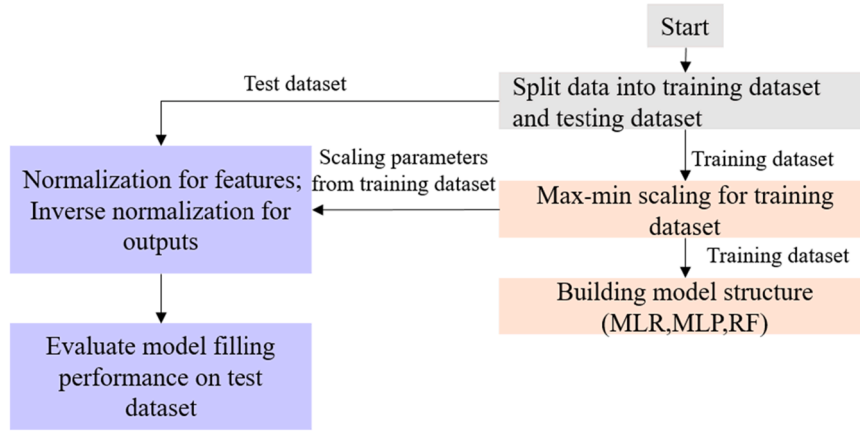 Start
Split data into training dataset
and testing dataset
Test dataset
Training dataset
Scaling parameters
from training dataset
Max-min scaling for training
dataset
Normalization for features;
Inverse normalization for
outputs
Training dataset
Building model structure
(MLR,MLP,RF)
Evaluate model filling
performance on test
dataset